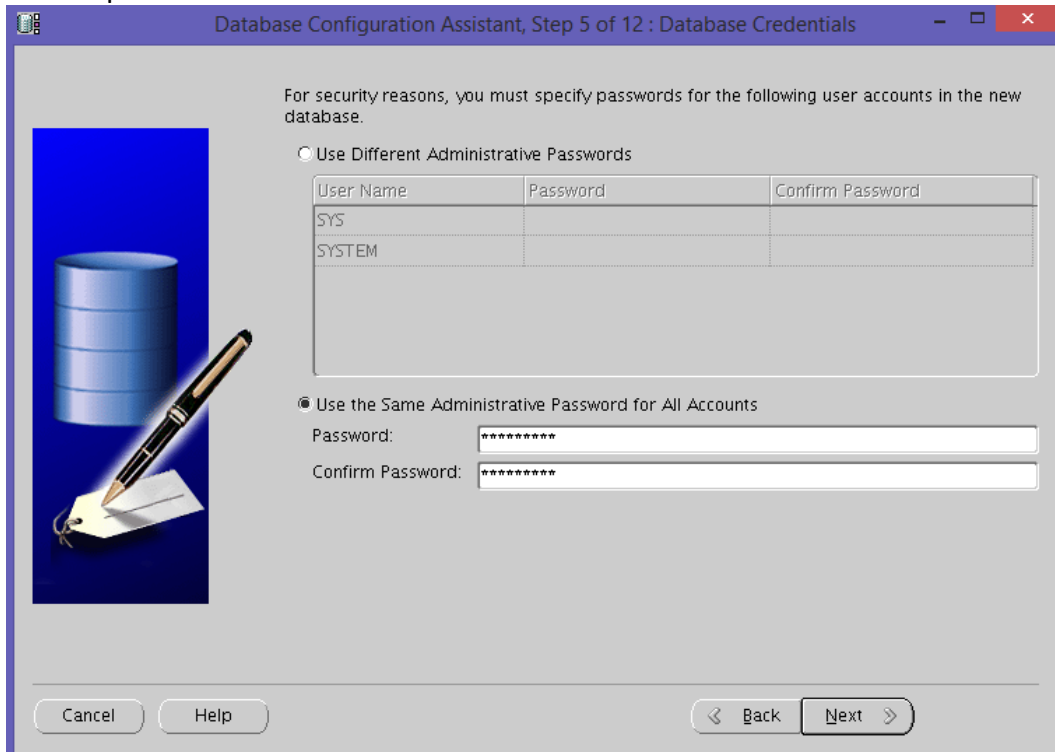 Database Configuration Assistant, Step 5 of 12 : Database Credentials
For security reasons, you must specify passwords for the following user accounts in the new
database.
Use Different Administrative Passwords
User Name Password Confirm Password
SYS
SYSTEM
Use the Same Administrative Password for All Accounts
Password: *********
Confirm Password: *********
Cancel Help Back Next